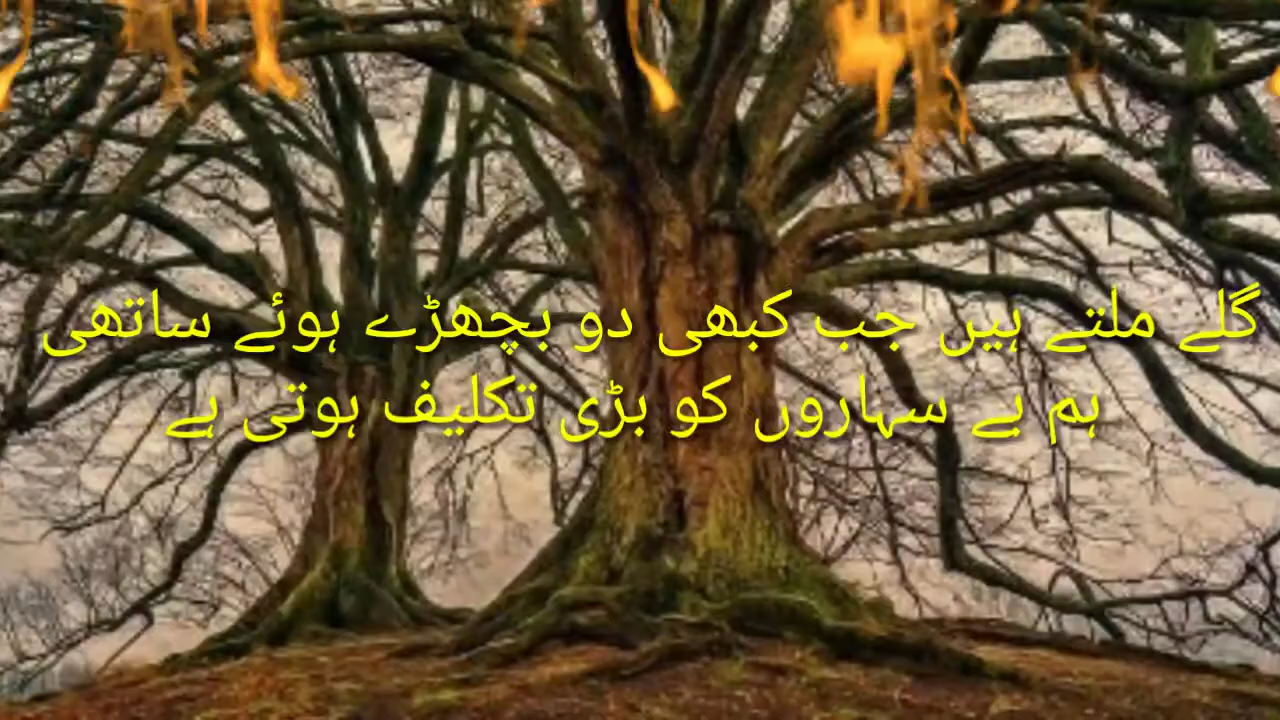 گلے ملتے ہیں جب کبھی دو بچھڑے ہوئے ساتھی
ہم بے سہاروں کو بڑی تکلیف ہوتی ہے